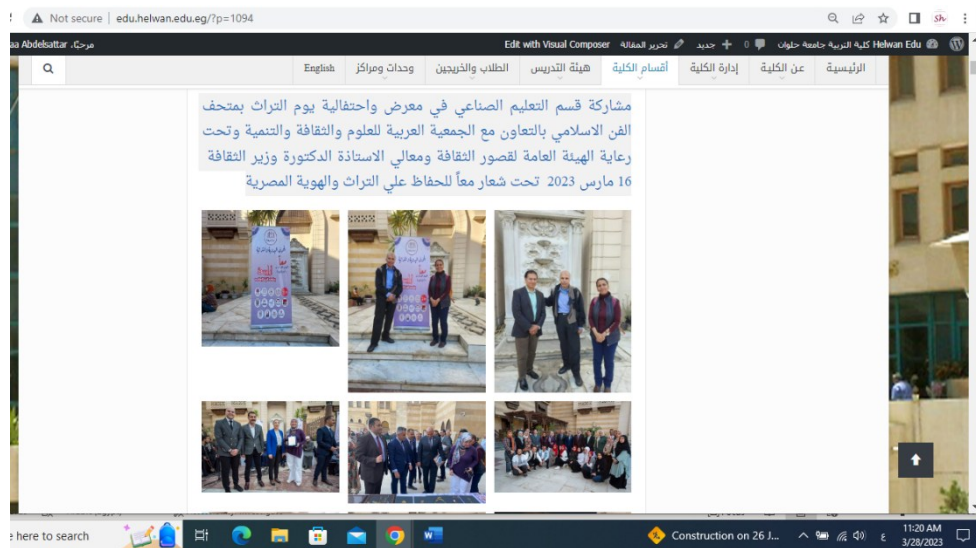 Not secure | edu.helwan.edu.eg/?p=1094
Helwan Edu كلية التربية جامعة حلوان 0 + جديد تحرير المقالة Edit with Visual Composer
مرحبًا، aa Abdelsattar
الرئيسية عن الكلية إدارة الكلية أقسام الكلية هيئة التدريس الطلاب والخريجين وحدات ومراكز English
مشاركة قسم التعليم الصناعي في معرض واحتفالية يوم التراث بمتحف
الفن الاسلامي بالتعاون مع الجمعية العربية للعلوم والثقافة والتنمية وتحت
رعاية الهيئة العامة لقصور الثقافة ومعالي الاستاذة الدكتورة وزير الثقافة
16 مارس 2023 تحت شعار معاً للحفاظ علي التراث والهوية المصرية
e here to search
Construction on 26 J...
ع
11:20 AM
3/28/2023